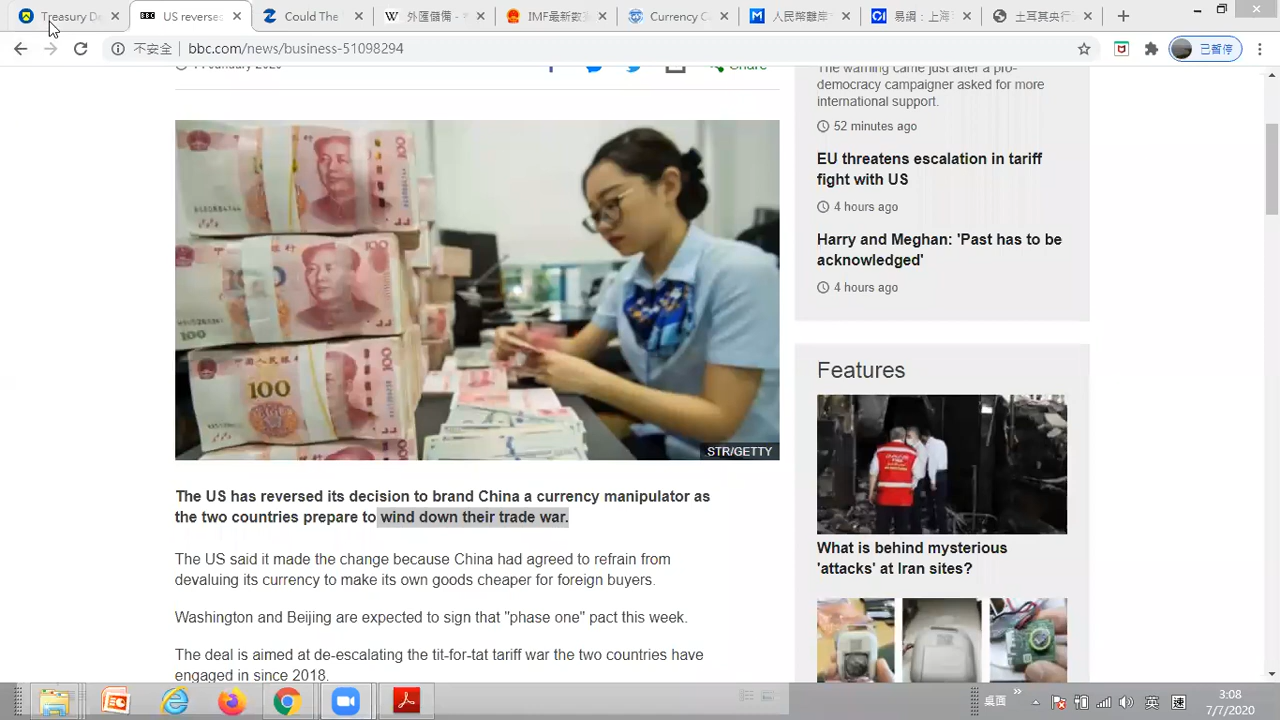 Treasury De
US reverses
Could The
外匯儲備 -
IMF最新數
Currency C
人民幣離岸
易綱：上海
土耳其央行
不安全
bbc.com/news/business-51098294
已暫停
Share
The warning came just after a pro-
democracy campaigner asked for more
international support.
52 minutes ago
EU threatens escalation in tariff
fight with US
4 hours ago
Harry and Meghan: 'Past has to be
acknowledged'
4 hours ago
100
100
100
STR/GETTY
The US has reversed its decision to brand China a currency manipulator as
the two countries prepare to wind down their trade war.
The US said it made the change because China had agreed to refrain from
devaluing its currency to make its own goods cheaper for foreign buyers.
Washington and Beijing are expected to sign that "phase one" pact this week.
The deal is aimed at de-escalating the tit-for-tat tariff war the two countries have
engaged in since 2018.
Features
What is behind mysterious
'attacks' at Iran sites?
桌面
英
3:08
7/7/2020